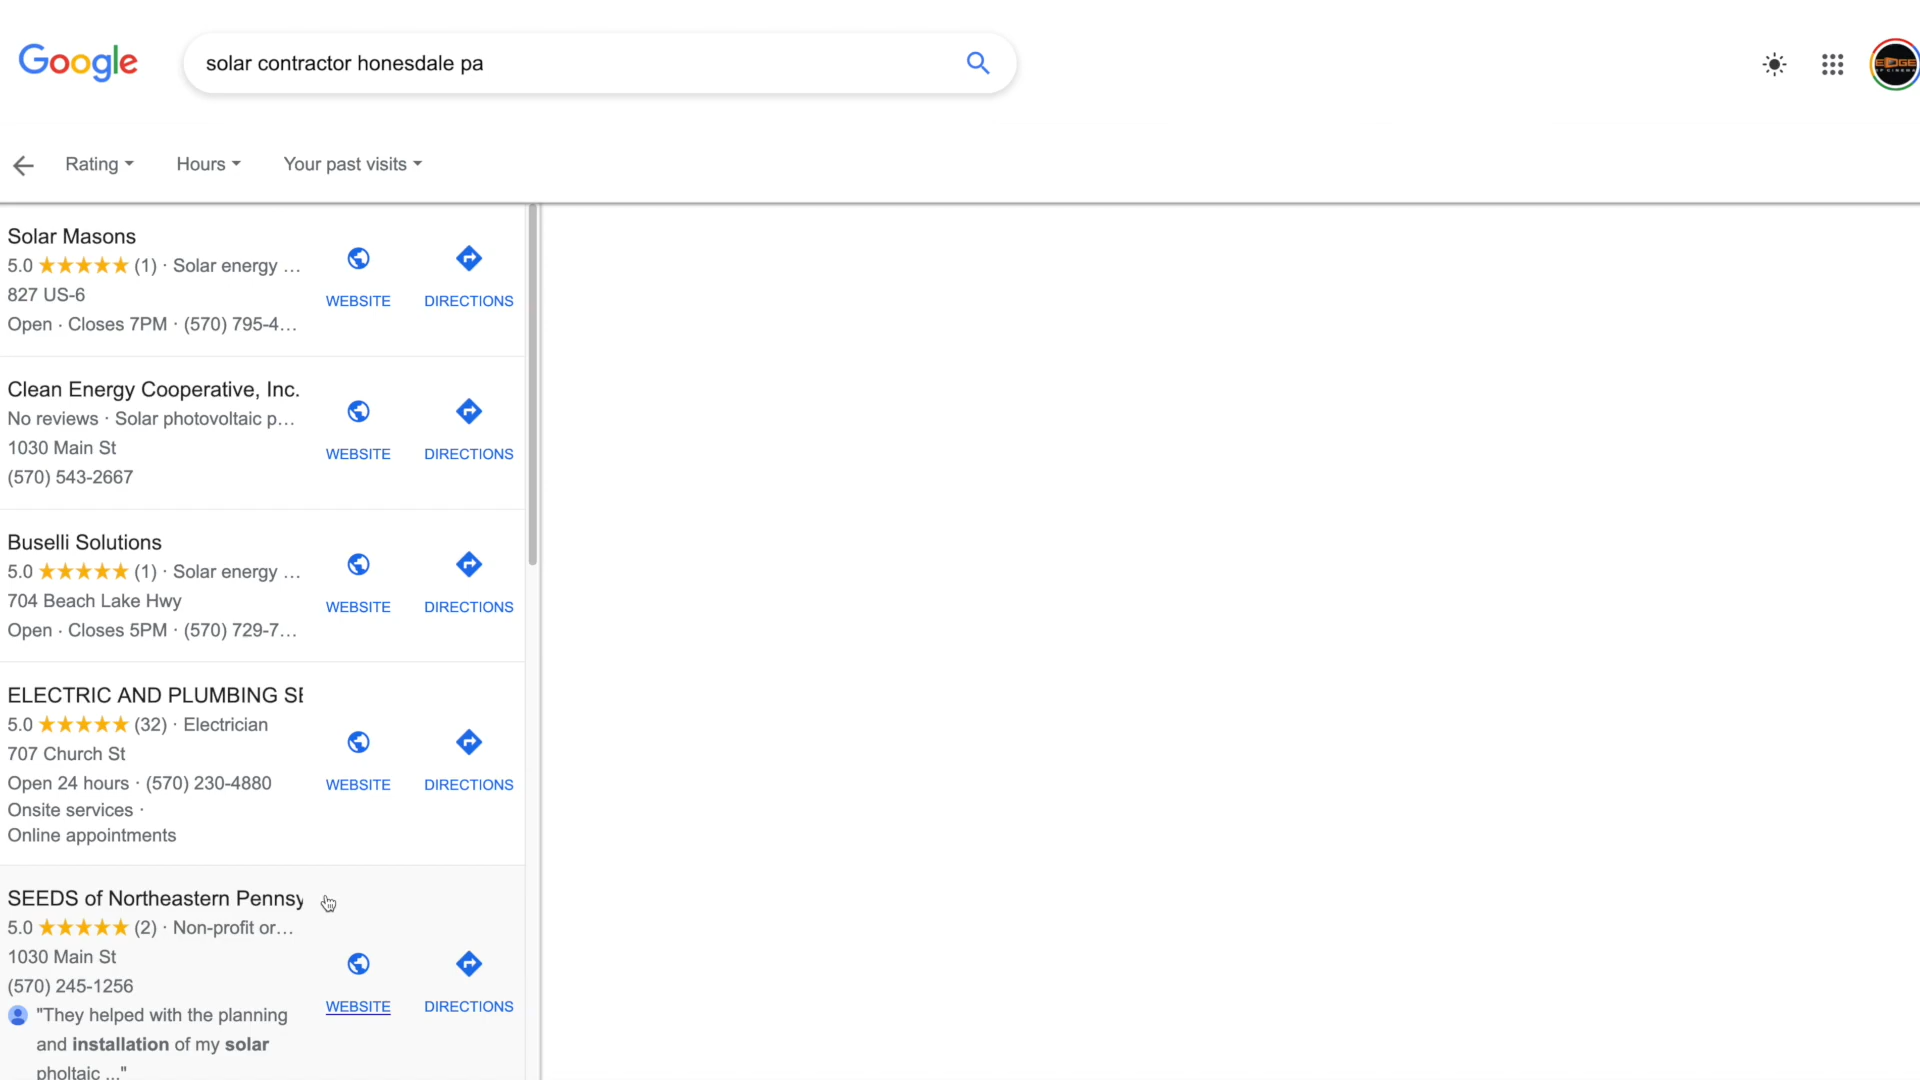 Google
solar contractor honesdale pa
EDGE
OF CINEMA
Rating
Hours
Your past visits
Solar Masons
5.0 ★★★★★ (1) · Solar energy ...
827 US-6
Open · Closes 7PM · (570) 795-4...
WEBSITE
DIRECTIONS
Clean Energy Cooperative, Inc.
No reviews · Solar photovoltaic p...
1030 Main St
(570) 543-2667
WEBSITE
DIRECTIONS
Buselli Solutions
5.0 ★★★★★ (1) · Solar energy ...
704 Beach Lake Hwy
Open · Closes 5PM · (570) 729-7...
WEBSITE
DIRECTIONS
ELECTRIC AND PLUMBING SE
5.0 ★★★★★ (32) · Electrician
707 Church St
Open 24 hours · (570) 230-4880
Onsite services ·
Online appointments
WEBSITE
DIRECTIONS
SEEDS of Northeastern Pennsy
5.0 ★★★★★ (2) · Non-profit or...
1030 Main St
(570) 245-1256
WEBSITE
DIRECTIONS
"They helped with the planning
and installation of my solar
pholtaic ..."